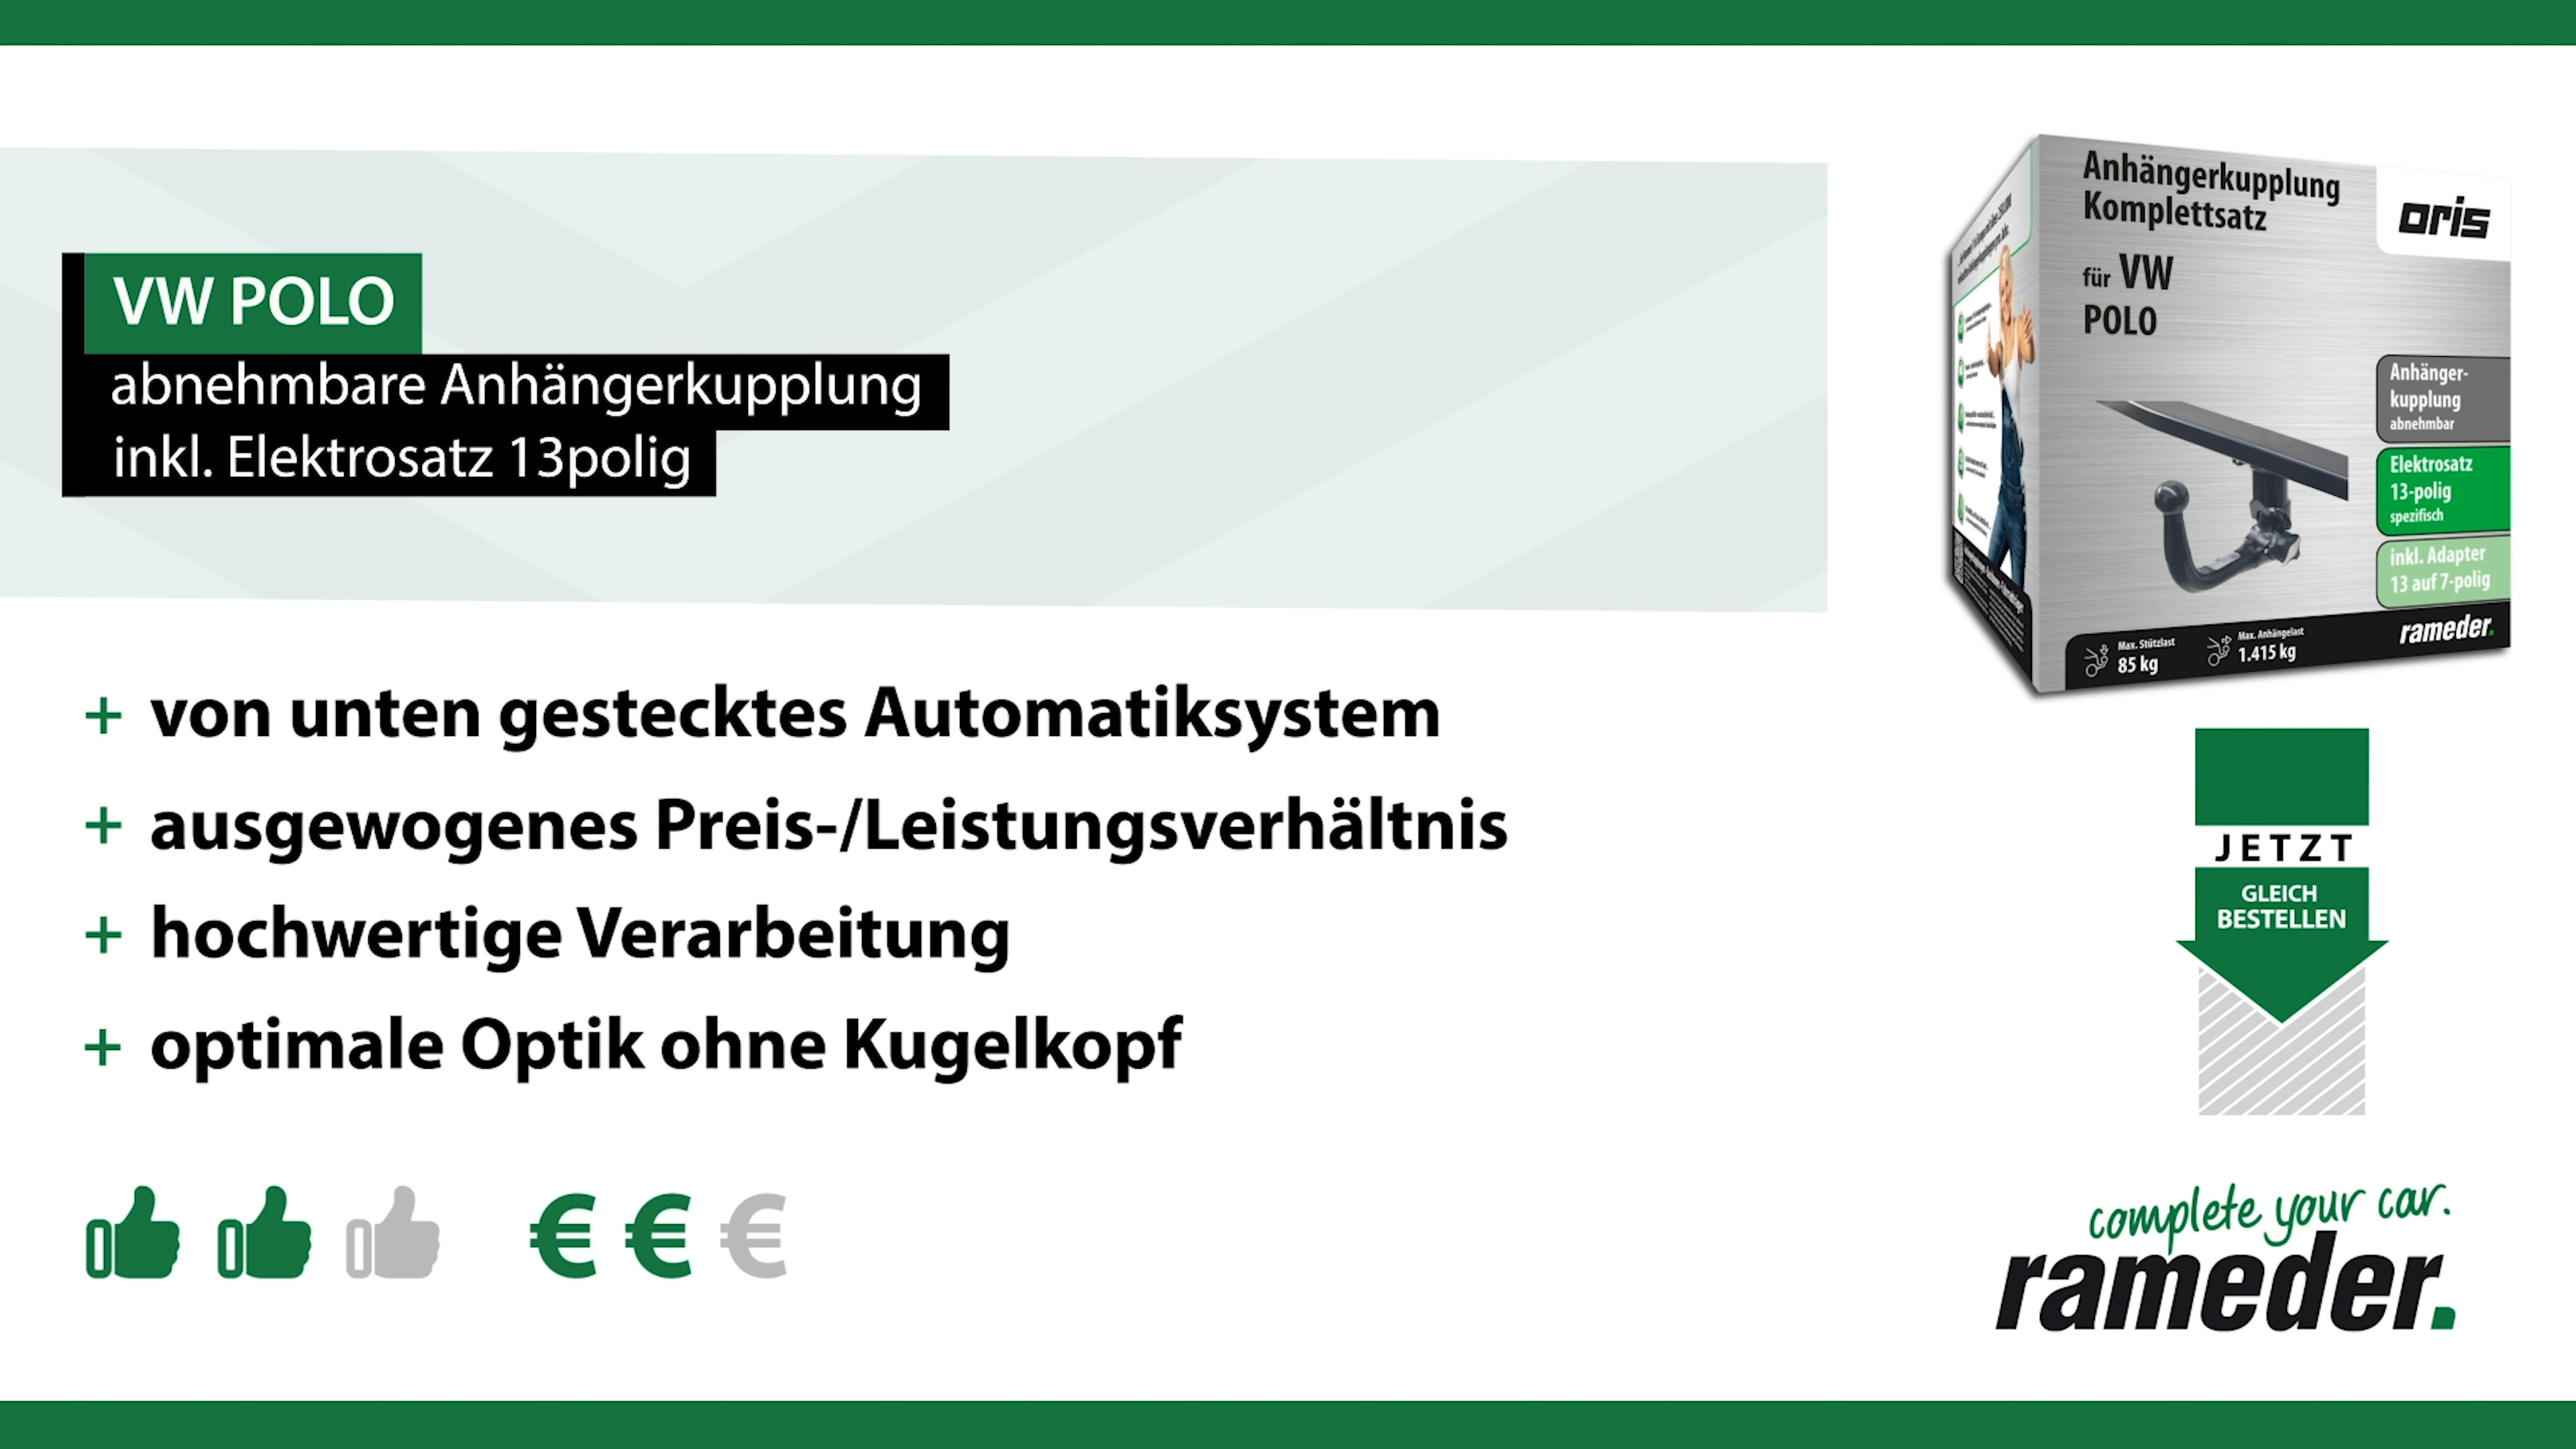 VW POLO
abnehmbare Anhängerkupplung
inkl. Elektrosatz 13polig
+ von unten gestecktes Automatiksystem
+ ausgewogenes Preis-/Leistungsverhältnis
+ hochwertige Verarbeitung
+ optimale Optik ohne Kugelkopf
€ € €
Anhängerkupplung
Komplettsatz
für VW
POLO
oris
Anhänger-
kupplung
abnehmbar
Elektrosatz
13-polig
spezifisch
inkl. Adapter
13 auf 7-polig
Max. Stützlast
85 kg
Max. Anhängelast
1.415 kg
rameder.
JETZT
GLEICH
BESTELLEN
complete your car.
rameder.